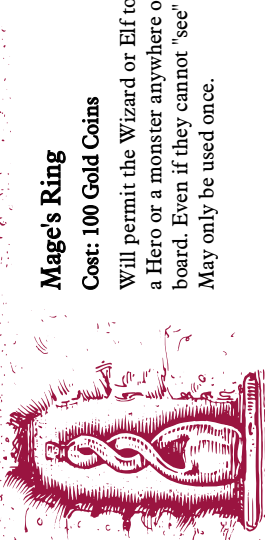 Mage's Ring
Cost: 100 Gold Coins
Will permit the Wizard or Elf to
a Hero or a monster anywhere o
board. Even if they cannot "see"
May only be used once.